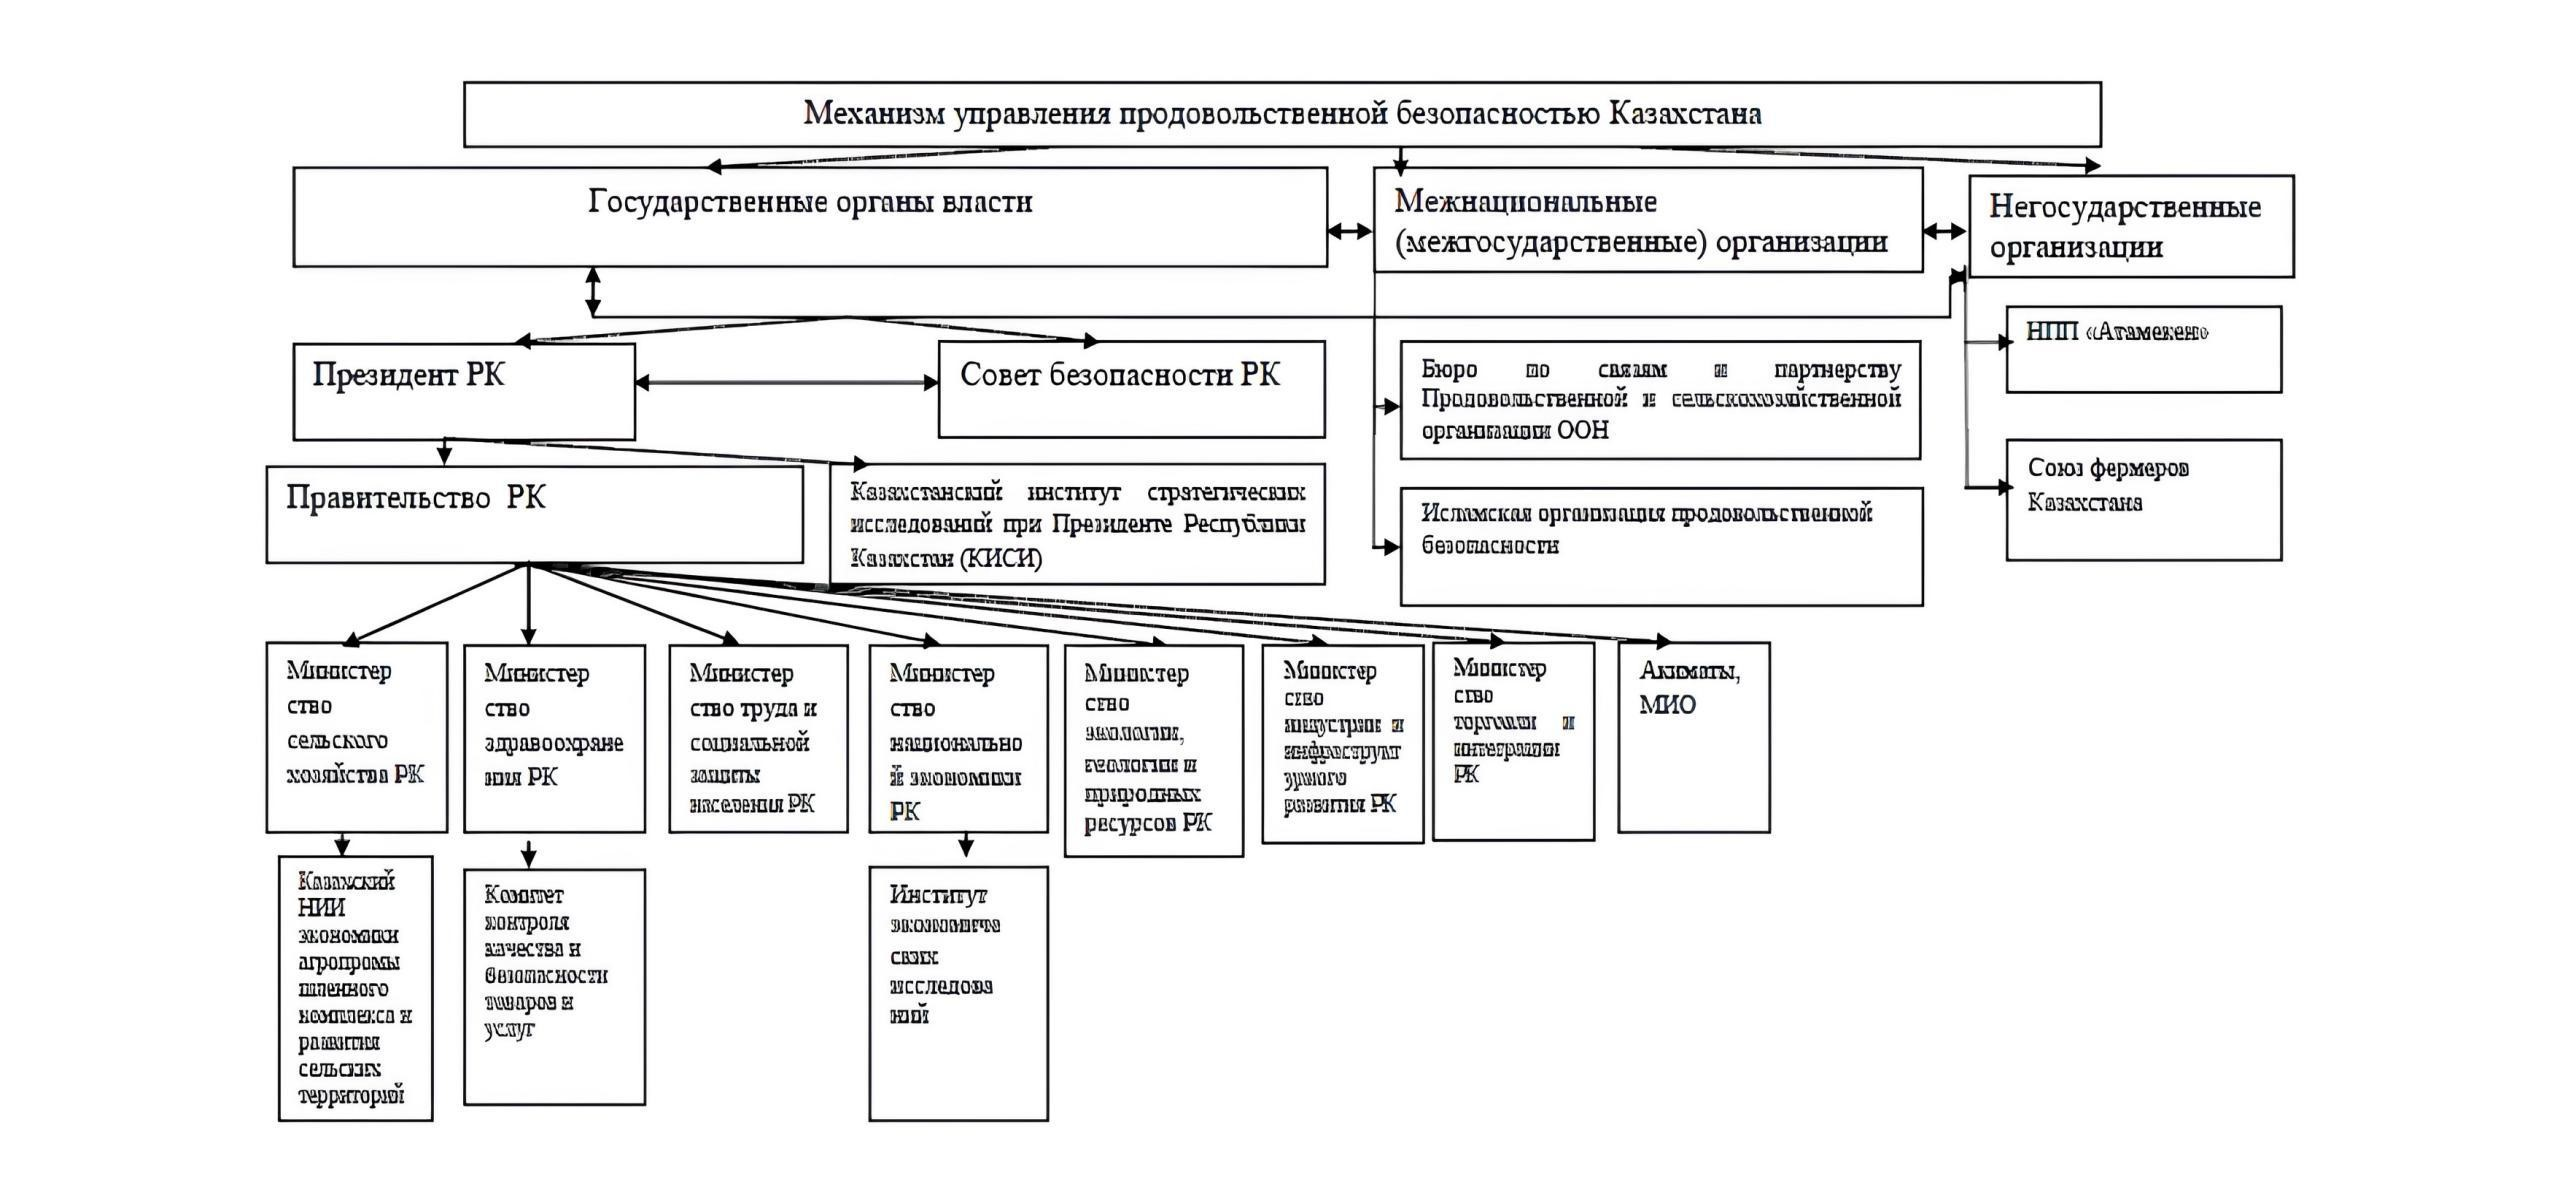 Механизм управления продовольственной безопасностью Казахстана
Государственные органы власти
Межнациональные
(межгосударственные) организации
Негосударственные
организации
НПП «Атамекен»
Президент РК
Совет безопасности РК
Бюро по связям и партнерству
Продовольственной и сельскохозяйственной
организации ООН
Союз фермеров
Казахстана
Правительство РК
Казахстанский институт стратегических
исследований при Президенте Республики
Казахстан (КИСИ)
Исламская организация продовольственной
безопасности
Министер
ство
сельского
хозяйства РК
Министер
ство
здравоохране
ния РК
Министер
ство труда и
социальной
защиты
населения РК
Министер
ство
национально
й экономики
РК
Министер
ство
экологии,
геологии и
природных
ресурсов РК
Министер
ство
индустрии и
инфраструкт
урного
развития РК
Министер
ство
торговли и
интеграции
РК
Акиматы,
МИО
Казахский
НИИ
экономики
агропромы
шленного
комплекса и
развития
сельских
территорий
Комитет
контроля
качества и
безопасности
товаров и
услуг
Институт
экономиче
ских
исследова
ний